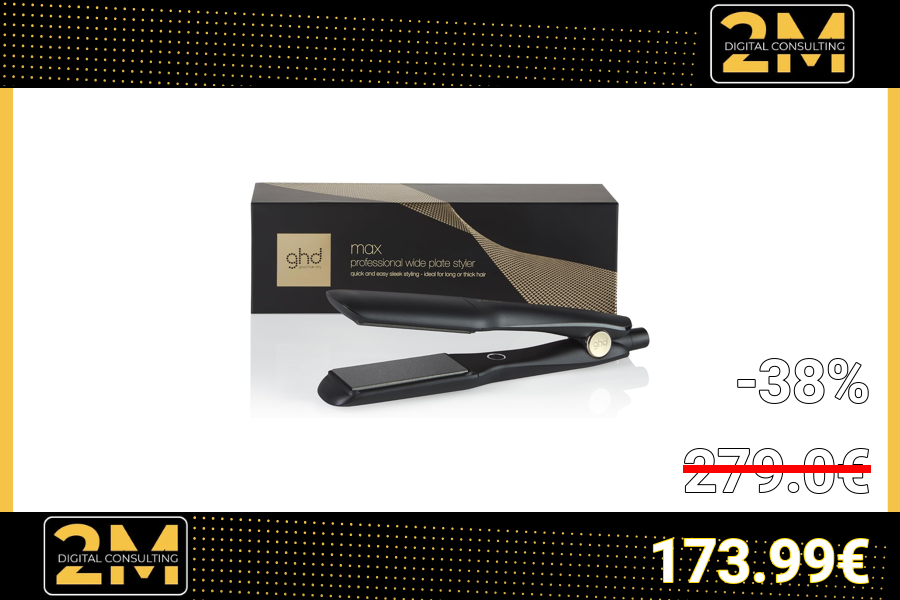 2M
DIGITAL CONSULTING
ghd
max
professional wide plate styler
quick and easy sleek styling - ideal for long or thick hair
ghd
-38%
279.0€
2M
DIGITAL CONSULTING
173.99€